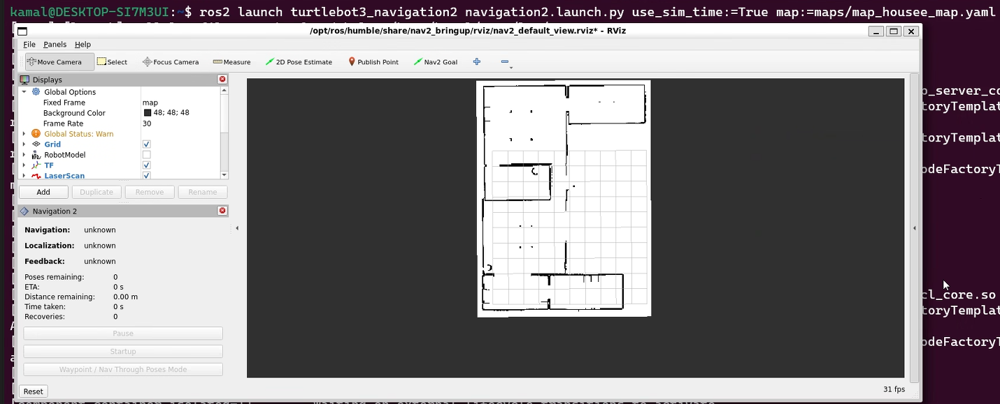 kamal@DESKTOP-SI7M3UI:~$ ros2 launch turtlebot3_navigation2 navigation2.launch.py use_sim_time:=True map:=maps/map_housee_map.yaml
/opt/ros/humble/share/nav2_bringup/rviz/nav2_default_view.rviz* - RViz
File Panels Help
Move Camera Select Focus Camera Measure 2D Pose Estimate Publish Point Nav2 Goal
Displays
Global Options
Fixed Frame map
Background Color 48; 48; 48
Frame Rate 30
Global Status: Warn
Grid
RobotModel
TF
LaserScan
Add Duplicate Remove Rename
Navigation 2
Navigation: unknown
Localization: unknown
Feedback: unknown
Poses remaining: 0
ETA: 0 s
Distance remaining: 0.00 m
Time taken: 0 s
Recoveries: 0
Pause
Startup
Waypoint / Nav Through Poses Mode
Reset
31 fps
o_server_co
toryTemplat
toryTemplat
odeFactoryT
cl_core.so
toryTemplat
odeFactoryT